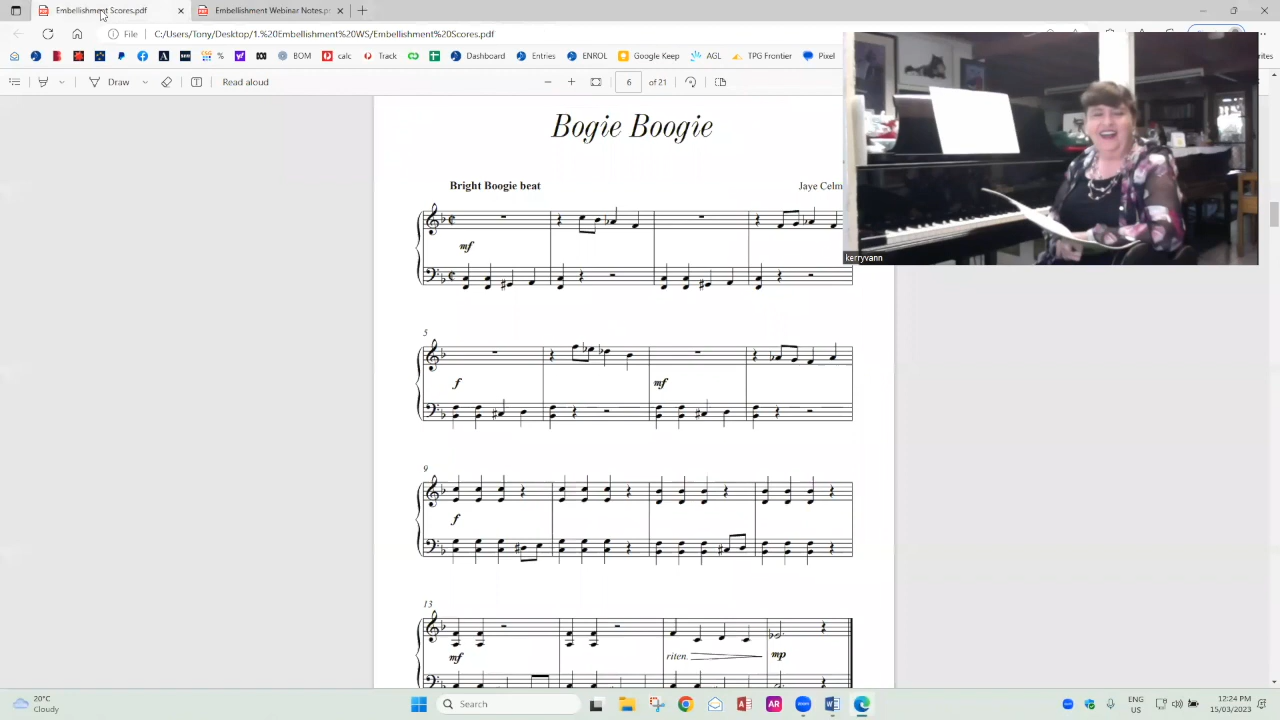 Embellishment Scores.pdf
Embellishment Webinar Notes.p
File
C:/Users/Tony/Desktop/1.%20Embellishment%20WS/Embellishment%20Scores.pdf
BOM
calc
Track
Dashboard
Entries
ENROL
Google Keep
AGL
TPG Frontier
Pixel
rites
Draw
Read aloud
6
of 21
Bogie Boogie
Bright Boogie beat
Jaye Celm
mf
kerryvann
5
f
mf
9
f
13
mf
riten.
mp
20°C
Cloudy
Search
ENG
US
12:24 PM
15/03/2023